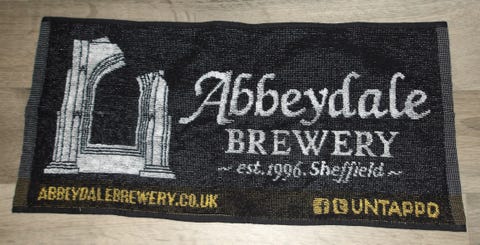 Abbeydale
BREWERY
~ est. 1996. Sheffield ~
ABBEYDALEBREWERY.CO.UK
UNTAPPD